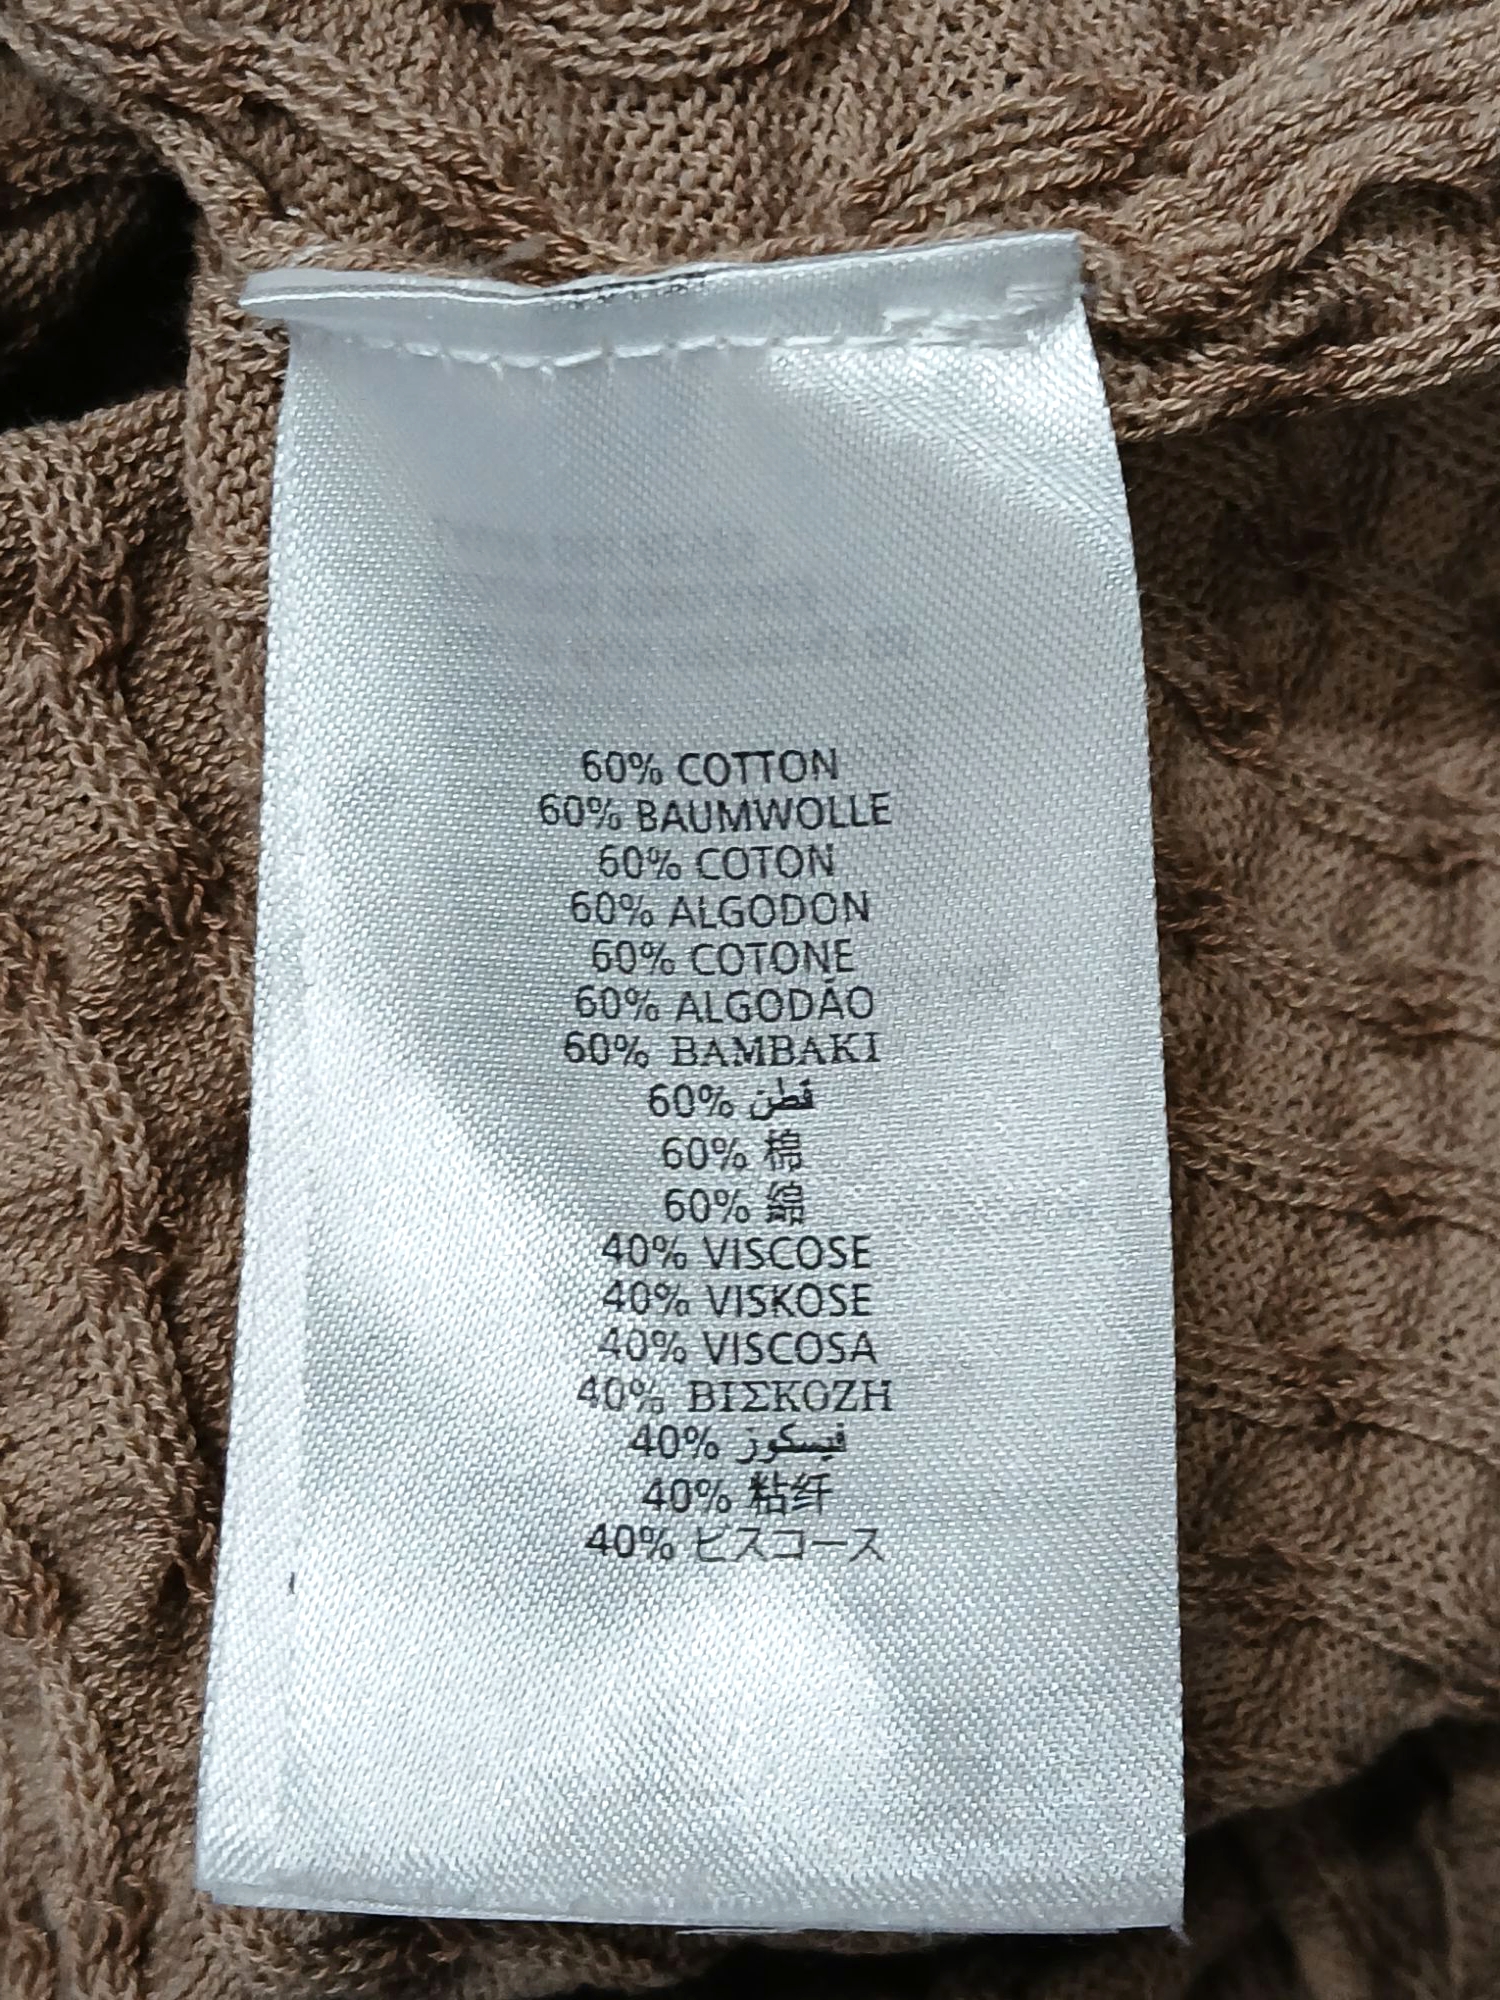 60% COTTON
60% BAUMWOLLE
60% COTON
60% ALGODON
60% COTONE
60% ALGODÃO
60% ΒΑΜΒΑΚΙ
60% قطن
60% 棉
60% 綿
40% VISCOSE
40% VISKOSE
40% VISCOSA
40% ΒΙΣΚΟΖΗ
40% فيسكوز
40% 粘纤
40% ビスコース